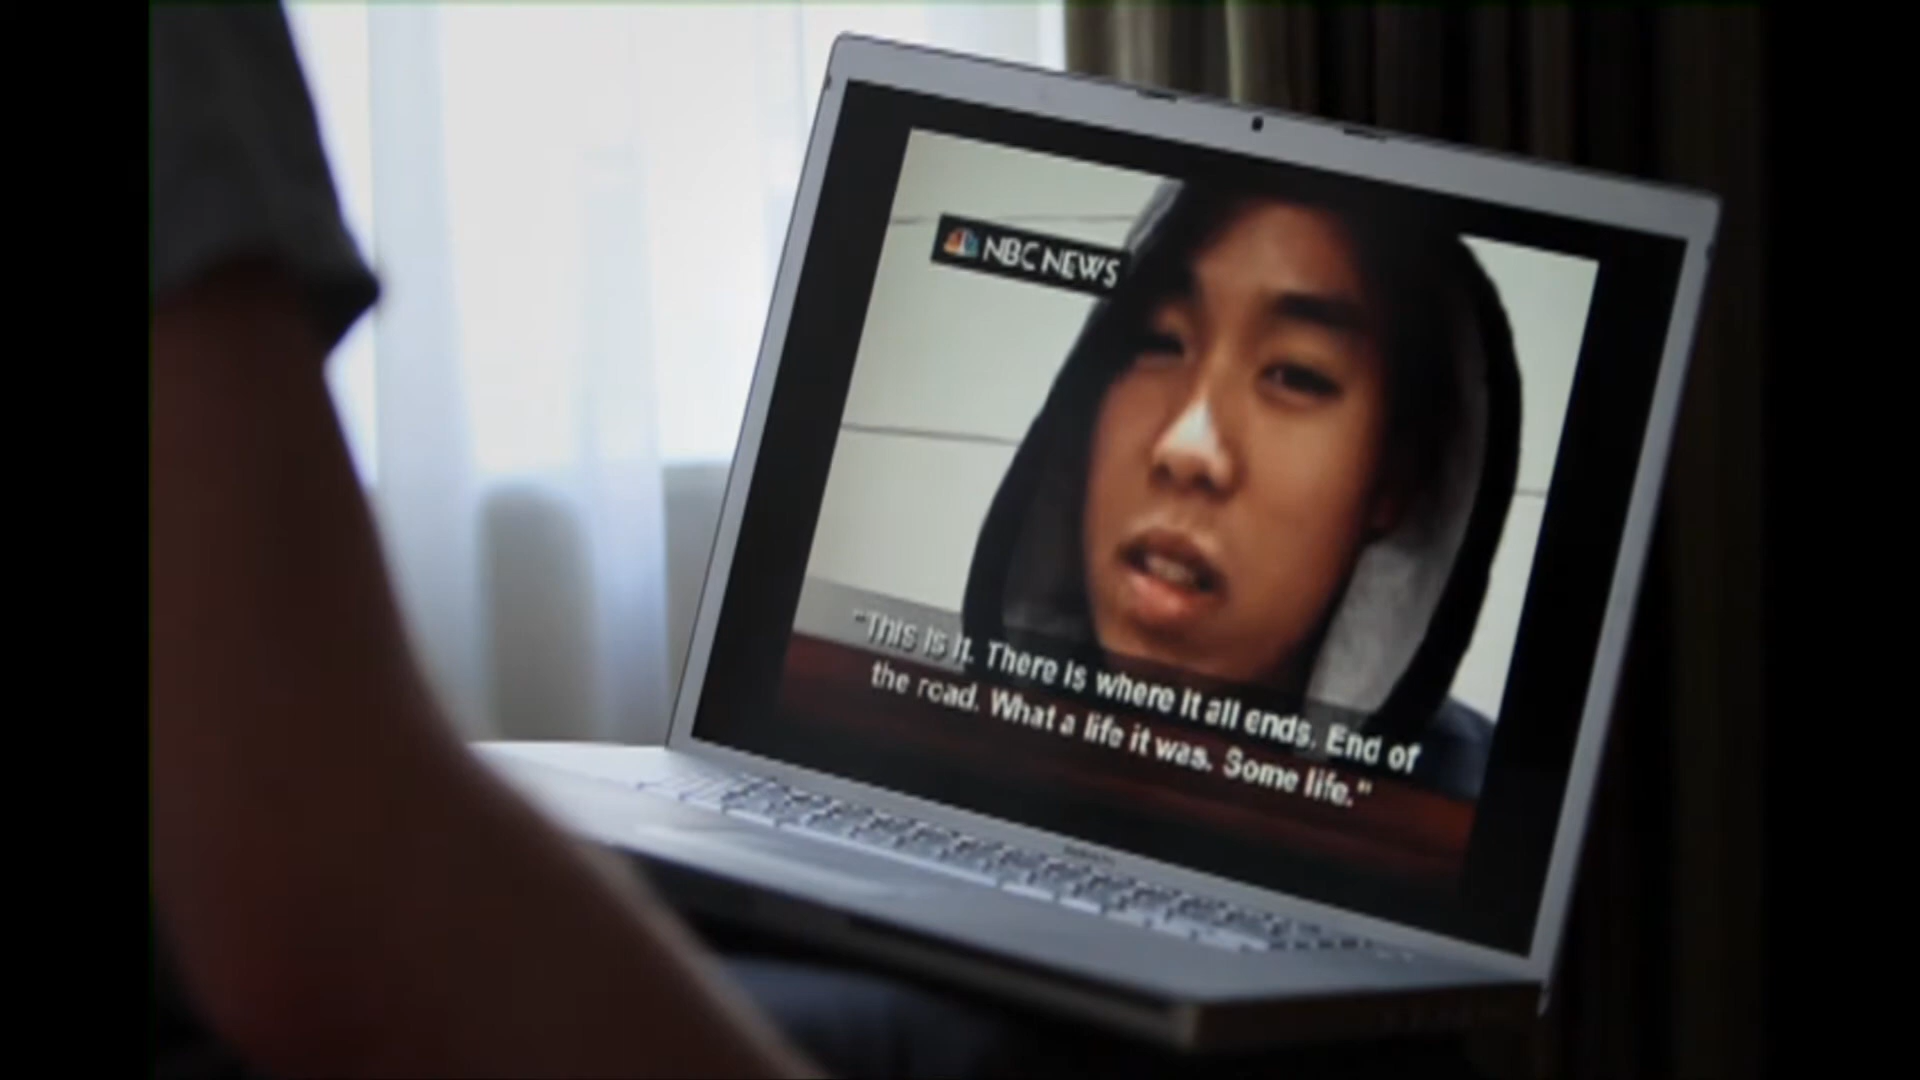 NBC NEWS
"This is it. There is where it all ends. End of
the road. What a life it was. Some life."